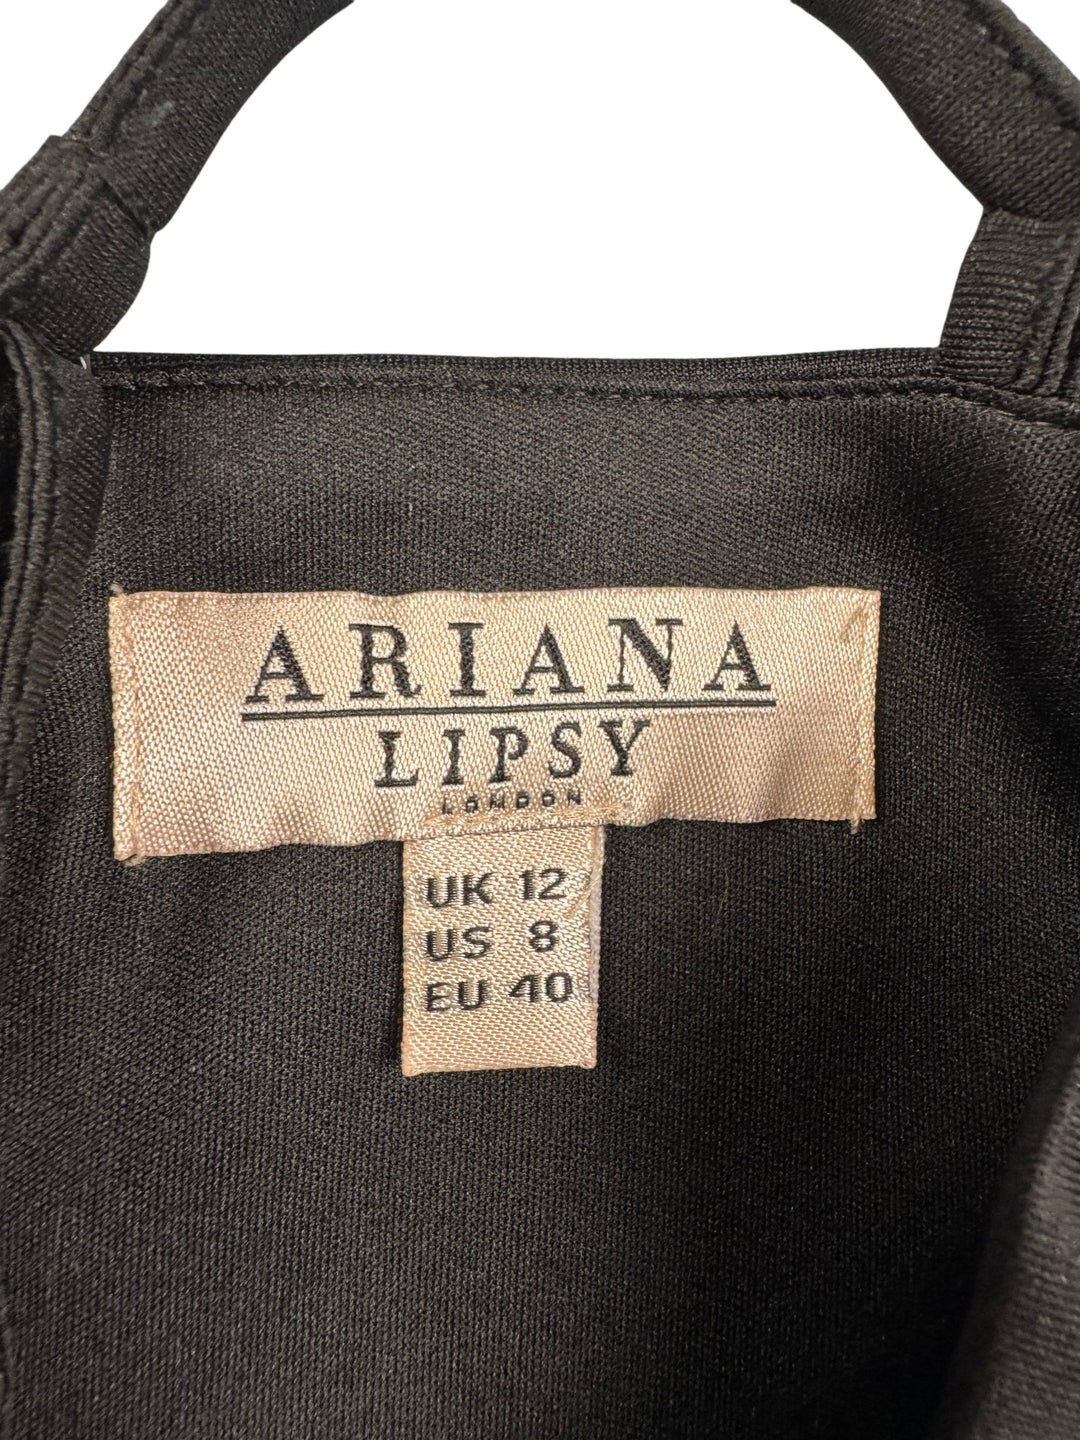 ARIANA
LIPSY
LONDON
UK 12
US 8
EU 40